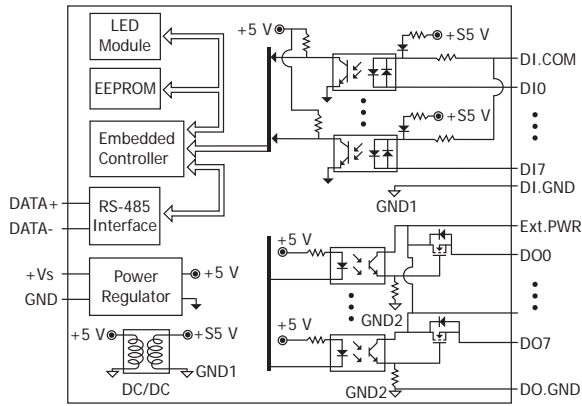 LED
Module
EEPROM
Embedded
Controller
RS-485
Interface
DATA+
DATA-
+Vs
GND
Power
Regulator
+5 V
+5 V
+S5 V
GND1
DC/DC
+5 V
+S5 V
DI.COM
DI0
+S5 V
DI7
DI.GND
GND1
Ext.PWR
+5 V
DO0
GND2
+5 V
DO7
GND2
DO.GND